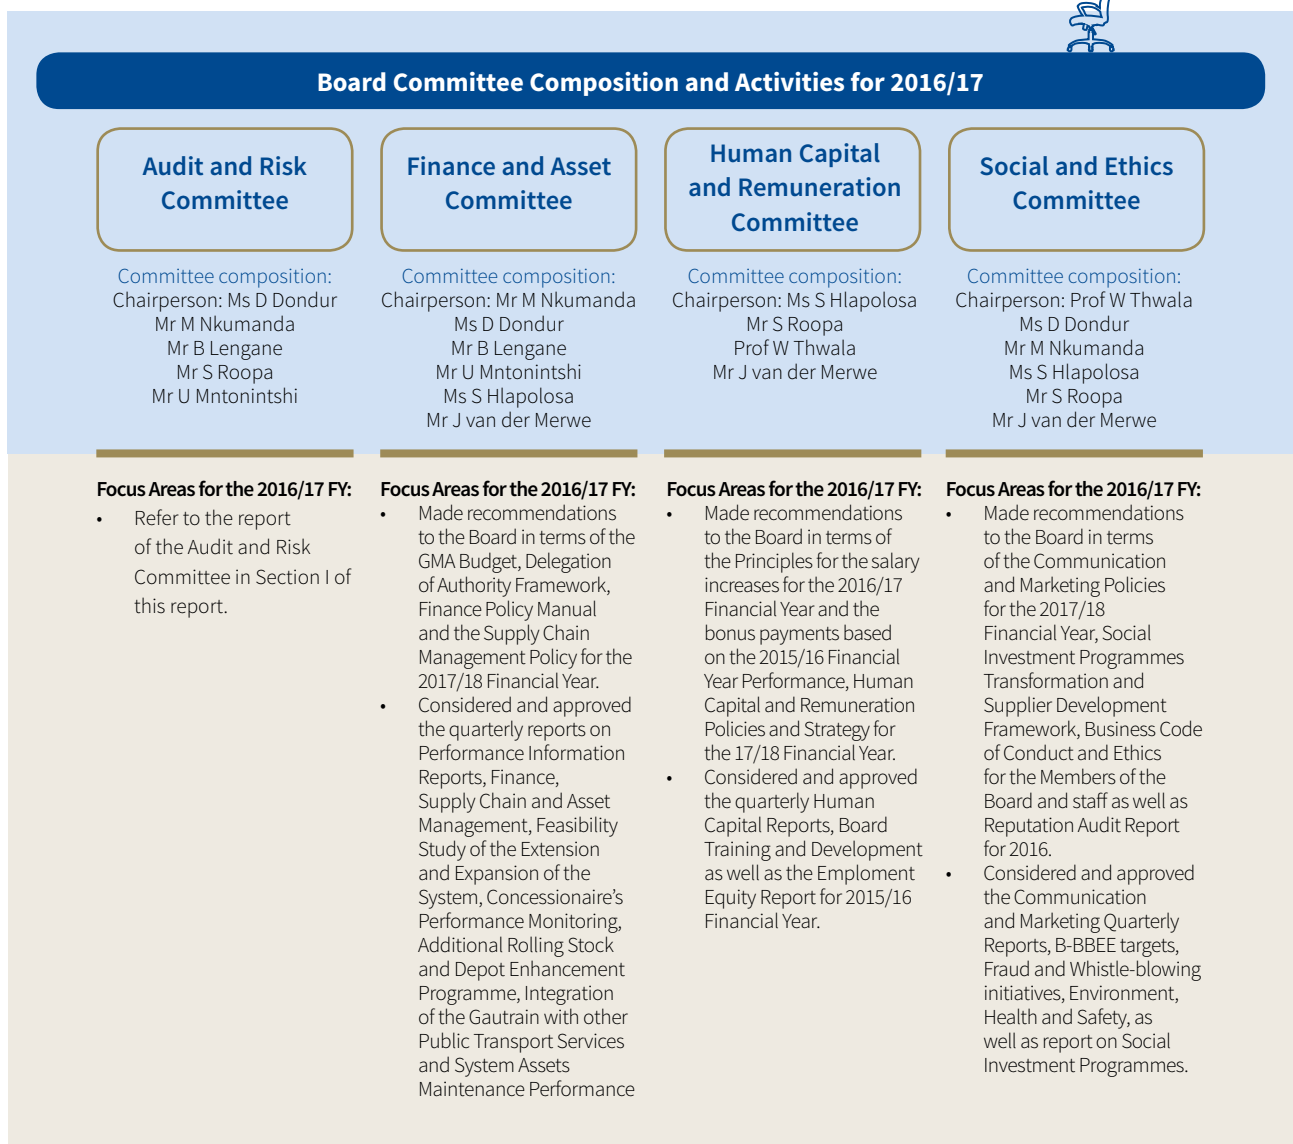 Board Committee Composition and Activities for 2016/17
Audit and Risk
Committee
Committee composition:
Chairperson: Ms D Dondur
Mr M Nkumanda
Mr B Lengane
Mr S Roopa
Mr U Mntonintshi
Focus Areas for the 2016/17 FY:
• Refer to the report
of the Audit and Risk
Committee in Section I of
this report.
Finance and Asset
Committee
Committee composition:
Chairperson: Mr M Nkumanda
Ms D Dondur
Mr B Lengane
Mr U Mntonintshi
Ms S Hlapolosa
Mr J van der Merwe
Focus Areas for the 2016/17 FY:
• Made recommendations
to the Board in terms of the
GMA Budget, Delegation
of Authority Framework,
Finance Policy Manual
and the Supply Chain
Management Policy for the
2017/18 Financial Year.
• Considered and approved
the quarterly reports on
Performance Information
Reports, Finance,
Supply Chain and Asset
Management, Feasibility
Study of the Extension
and Expansion of the
System, Concessionaire's
Performance Monitoring,
Additional Rolling Stock
and Depot Enhancement
Programme, Integration
of the Gautrain with other
Public Transport Services
and System Assets
Maintenance Performance
Human Capital
and Remuneration
Committee
Committee composition:
Chairperson: Ms S Hlapolosa
Mr S Roopa
Prof W Thwala
Mr J van der Merwe
Focus Areas for the 2016/17 FY:
• Made recommendations
to the Board in terms of
the Principles for the salary
increases for the 2016/17
Financial Year and the
bonus payments based
on the 2015/16 Financial
Year Performance, Human
Capital and Remuneration
Policies and Strategy for
the 17/18 Financial Year.
• Considered and approved
the quarterly Human
Capital Reports, Board
Training and Development
as well as the Emploment
Equity Report for 2015/16
Financial Year.
Social and Ethics
Committee
Committee composition:
Chairperson: Prof W Thwala
Ms D Dondur
Mr M Nkumanda
Ms S Hlapolosa
Mr S Roopa
Mr J van der Merwe
Focus Areas for the 2016/17 FY:
• Made recommendations
to the Board in terms
of the Communication
and Marketing Policies
for the 2017/18
Financial Year, Social
Investment Programmes
Transformation and
Supplier Development
Framework, Business Code
of Conduct and Ethics
for the Members of the
Board and staff as well as
Reputation Audit Report
for 2016.
• Considered and approved
the Communication
and Marketing Quarterly
Reports, B-BBEE targets,
Fraud and Whistle-blowing
initiatives, Environment,
Health and Safety, as
well as report on Social
Investment Programmes.